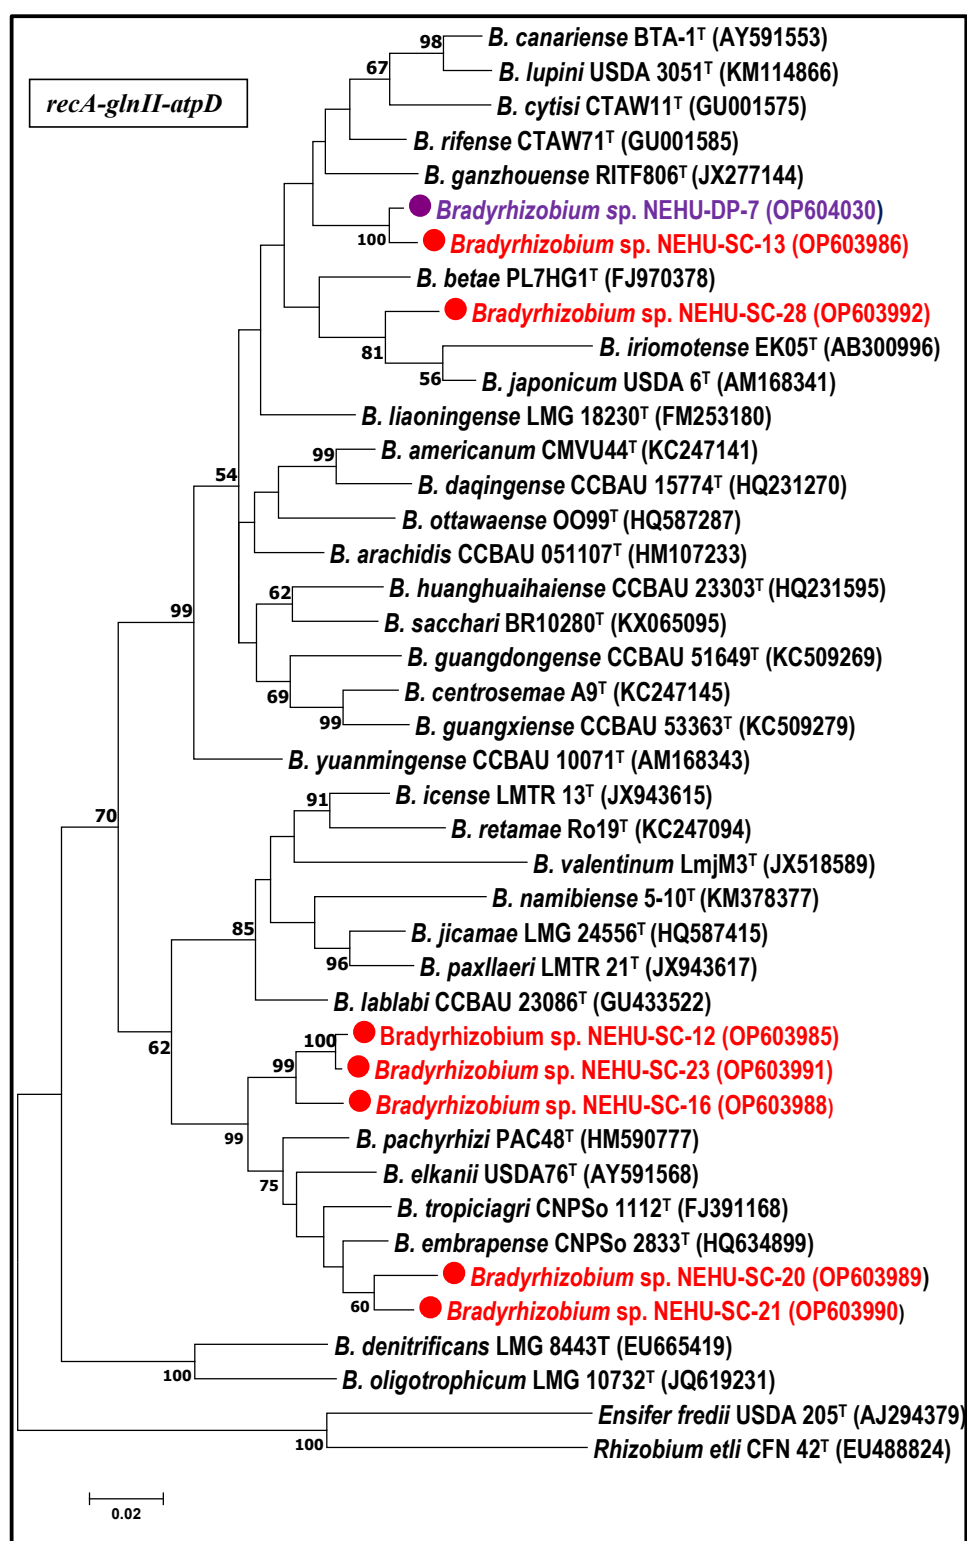 98
B. canariense BTA-1ᵀ (AY591553)
67
B. lupini USDA 3051ᵀ (KM114866)
recA-glnII-atpD
B. cytisi CTAW11ᵀ (GU001575)
B. rifense CTAW71ᵀ (GU001585)
B. ganzhouense RITF806ᵀ (JX277144)
Bradyrhizobium sp. NEHU-DP-7 (OP604030)
100
Bradyrhizobium sp. NEHU-SC-13 (OP603986)
B. betae PL7HG1ᵀ (FJ970378)
Bradyrhizobium sp. NEHU-SC-28 (OP603992)
81
B. iriomotense EK05ᵀ (AB300996)
56
B. japonicum USDA 6ᵀ (AM168341)
B. liaoningense LMG 18230ᵀ (FM253180)
99
B. americanum CMVU44ᵀ (KC247141)
54
B. daqingense CCBAU 15774ᵀ (HQ231270)
B. ottawaense OO99ᵀ (HQ587287)
B. arachidis CCBAU 051107ᵀ (HM107233)
62
B. huanghuaihaiense CCBAU 23303ᵀ (HQ231595)
99
B. sacchari BR10280ᵀ (KX065095)
B. guangdongense CCBAU 51649ᵀ (KC509269)
69
B. centrosemae A9ᵀ (KC247145)
99
B. guangxiense CCBAU 53363ᵀ (KC509279)
B. yuanmingense CCBAU 10071ᵀ (AM168343)
91
B. icense LMTR 13ᵀ (JX943615)
70
B. retamae Ro19ᵀ (KC247094)
B. valentinum LmjM3ᵀ (JX518589)
B. namibiense 5-10ᵀ (KM378377)
85
B. jicamae LMG 24556ᵀ (HQ587415)
96
B. paxllaeri LMTR 21ᵀ (JX943617)
B. lablabi CCBAU 23086ᵀ (GU433522)
62
100
Bradyrhizobium sp. NEHU-SC-12 (OP603985)
99
Bradyrhizobium sp. NEHU-SC-23 (OP603991)
Bradyrhizobium sp. NEHU-SC-16 (OP603988)
99
B. pachyrhizi PAC48ᵀ (HM590777)
75
B. elkanii USDA76ᵀ (AY591568)
B. tropiciagri CNPSo 1112ᵀ (FJ391168)
B. embrapense CNPSo 2833ᵀ (HQ634899)
Bradyrhizobium sp. NEHU-SC-20 (OP603989)
60
Bradyrhizobium sp. NEHU-SC-21 (OP603990)
B. denitrificans LMG 8443T (EU665419)
100
B. oligotrophicum LMG 10732ᵀ (JQ619231)
Ensifer fredii USDA 205ᵀ (AJ294379)
100
Rhizobium etli CFN 42ᵀ (EU488824)
0.02